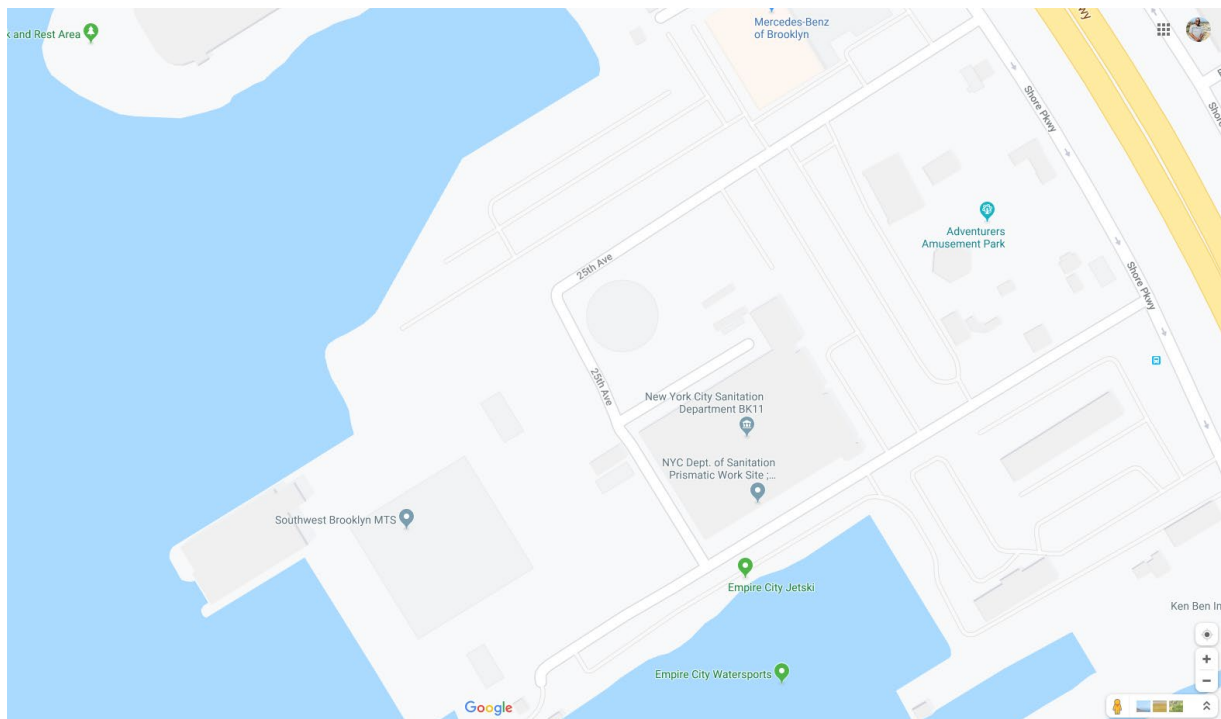 Mercedes-Benz
of Brooklyn
and Rest Area
Shore Pkwy
Shore
Adventurers
Amusement Park
25th Ave
Shore Pkwy
25th Ave
New York City Sanitation
Department BK11
NYC Dept. of Sanitation
Prismatic Work Site ;...
Southwest Brooklyn MTS
Empire City Jetski
Ken Ben In
Empire City Watersports
Google